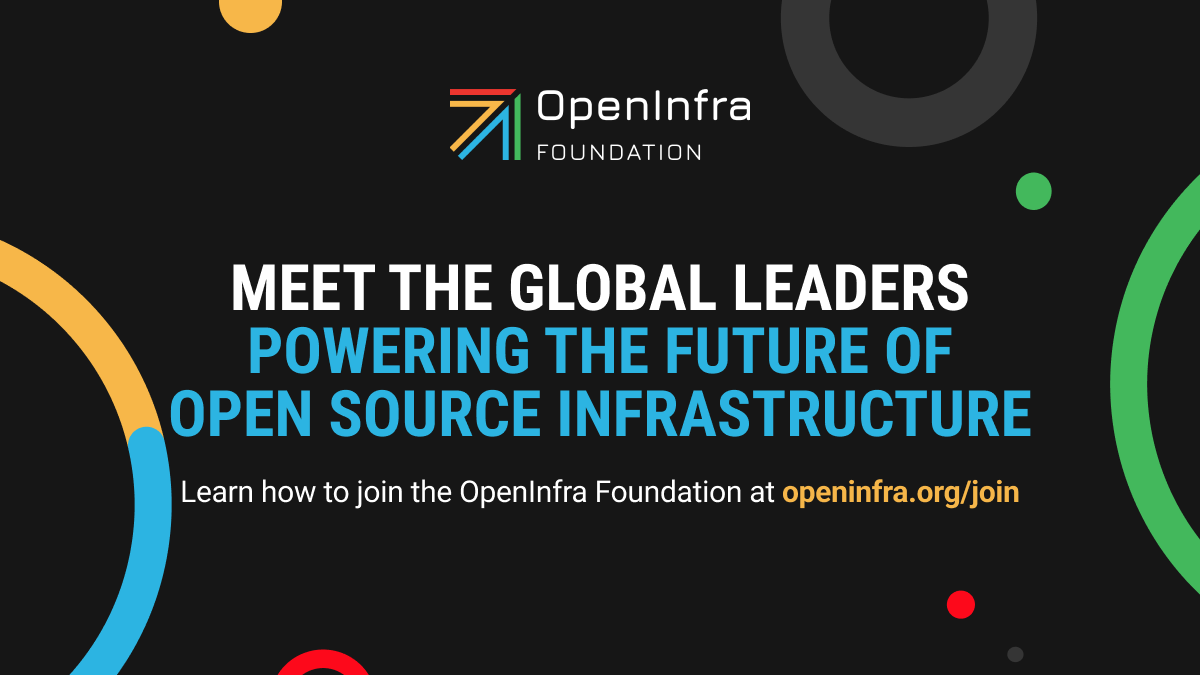 OpenInfra
FOUNDATION
MEET THE GLOBAL LEADERS
POWERING THE FUTURE OF
OPEN SOURCE INFRASTRUCTURE
Learn how to join the OpenInfra Foundation at openinfra.org/join